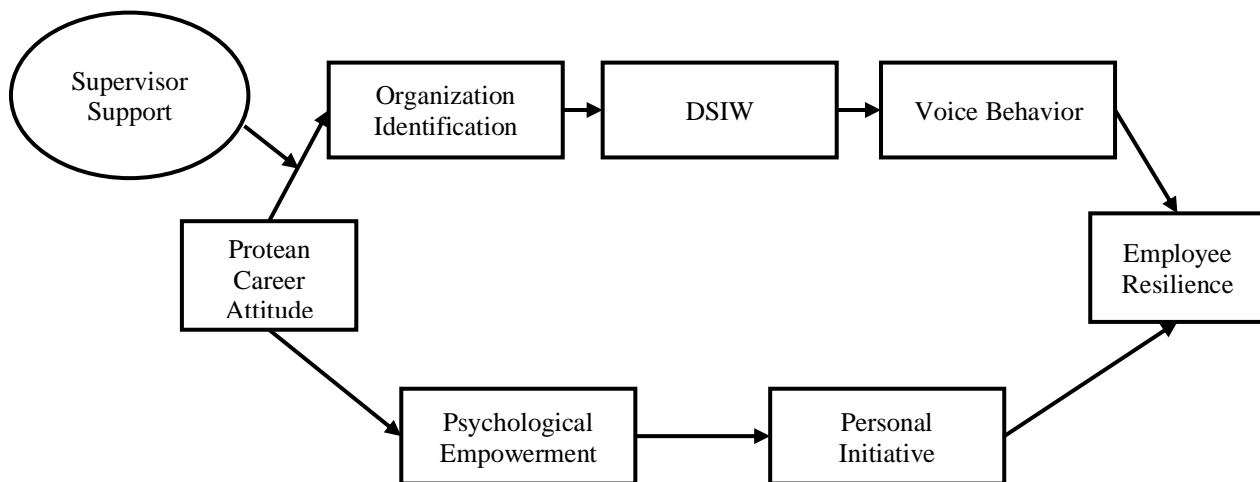 Supervisor
Support
Organization
Identification
DSIW
Voice Behavior
Protean
Career
Attitude
Employee
Resilience
Psychological
Empowerment
Personal
Initiative